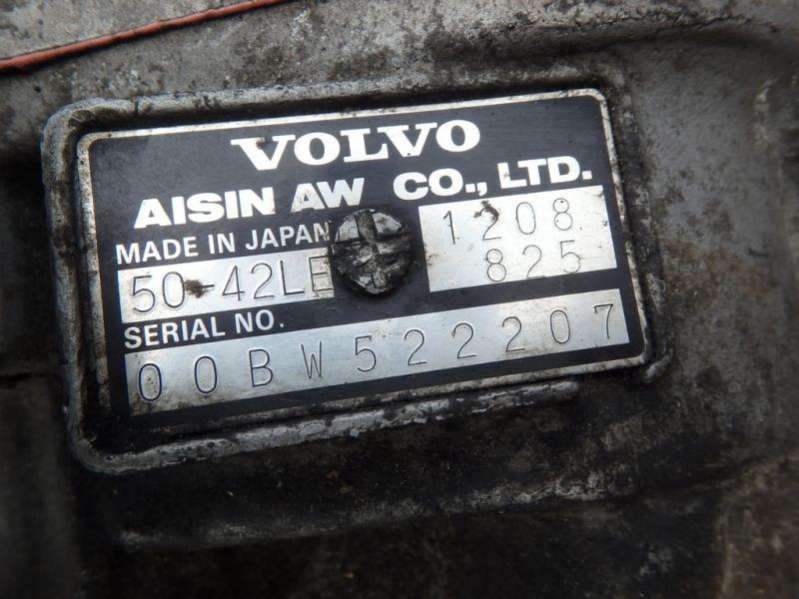 VOLVO
AISIN AW CO., LTD.
MADE IN JAPAN 1208
50-42LE 825
SERIAL NO.
00BW522207